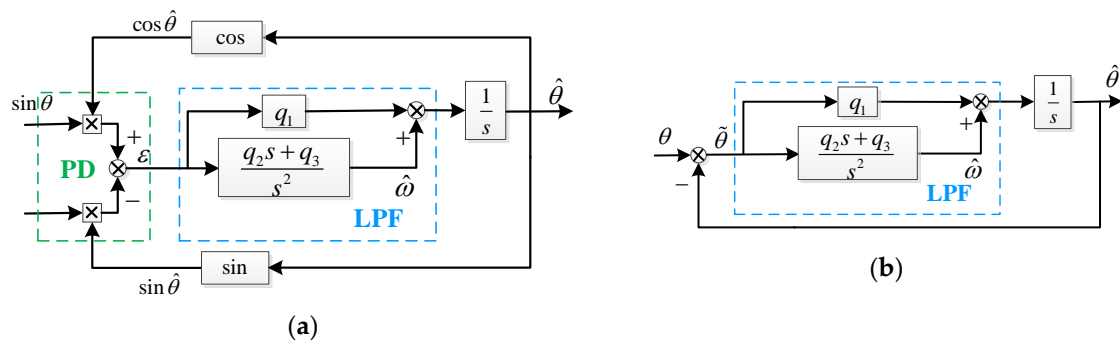 cos θ̂
cos
sin θ
PD
+
−
ε
q₁
(q₂s + q₃)/s²
+
ω̂
LPF
1/s
θ̂
sin
sin θ̂
(a)
θ
−
θ̃
q₁
(q₂s + q₃)/s²
+
ω̂
LPF
1/s
θ̂
(b)